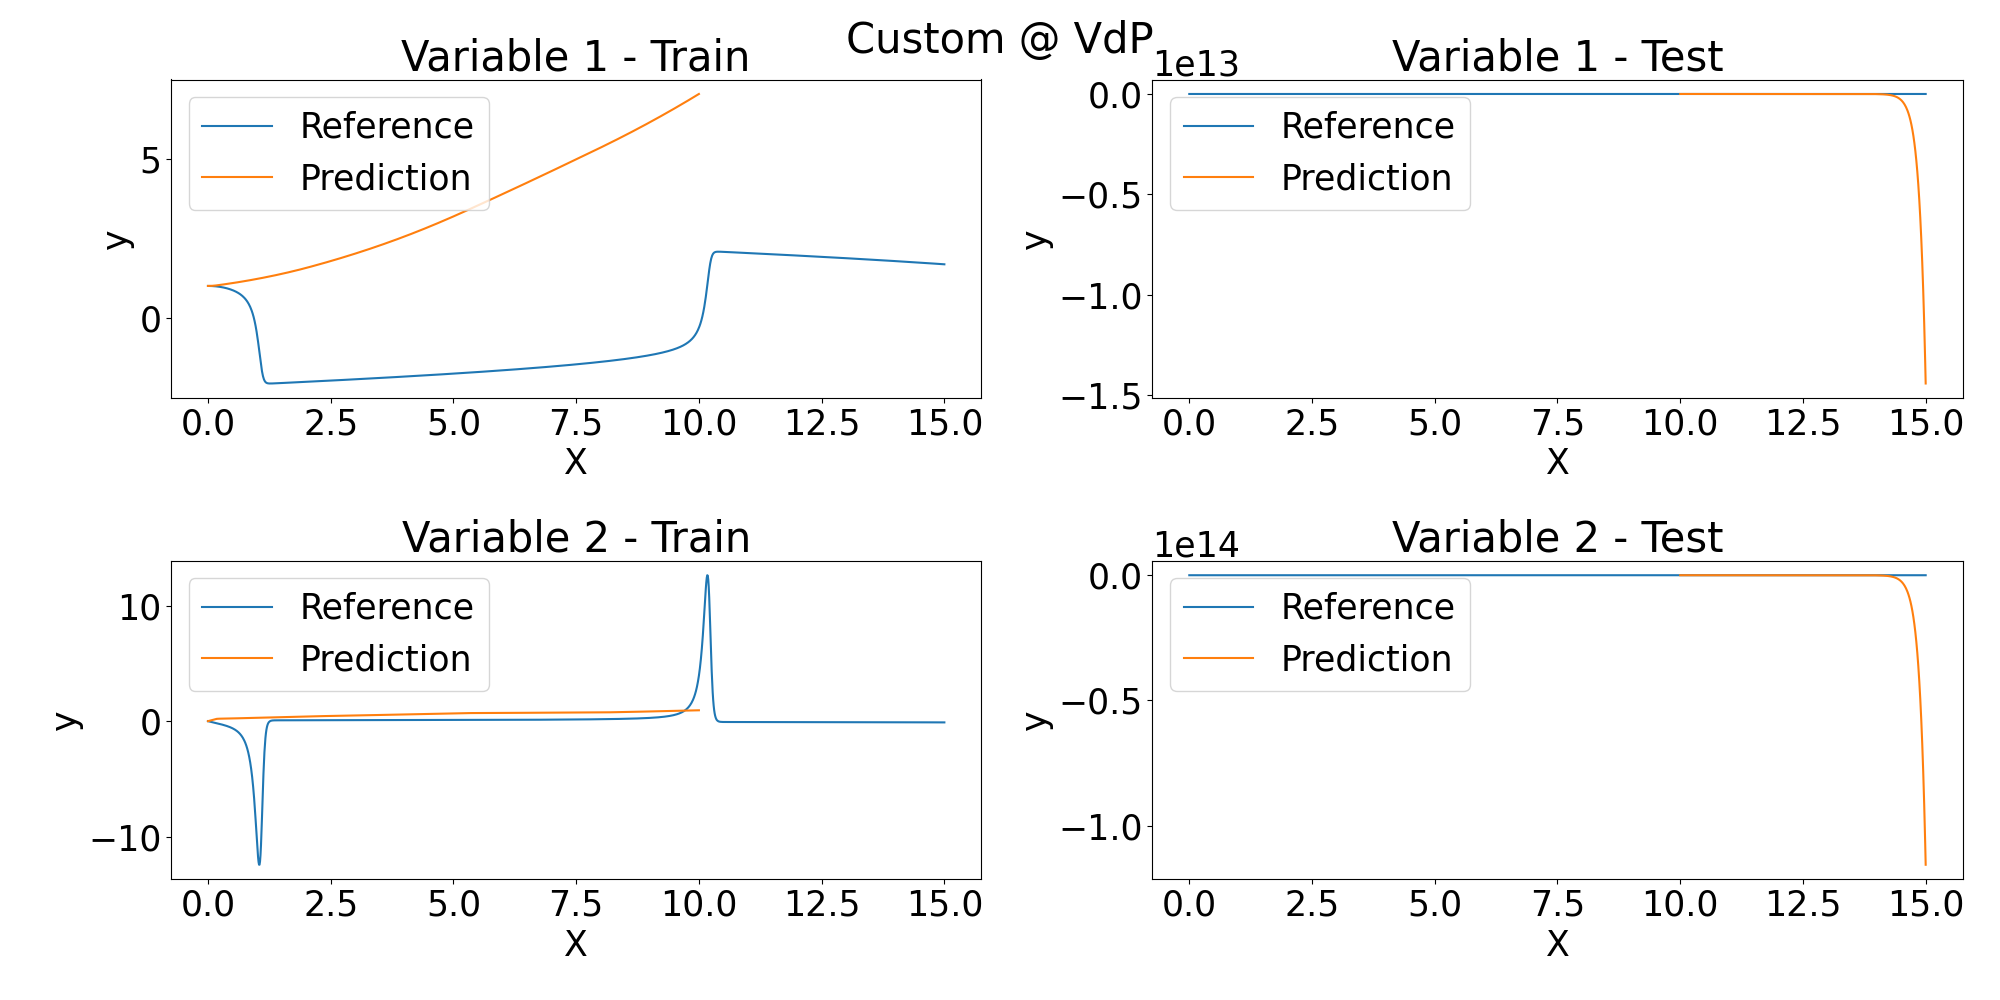 Custom @ VdP
Variable 1 - Train
Reference
Prediction
y
5
0
0.0 2.5 5.0 7.5 10.0 12.5 15.0
X
Variable 1 - Test
1e13
Reference
Prediction
y
0.0
−0.5
−1.0
−1.5
0.0 2.5 5.0 7.5 10.0 12.5 15.0
X
Variable 2 - Train
Reference
Prediction
y
10
0
−10
0.0 2.5 5.0 7.5 10.0 12.5 15.0
X
Variable 2 - Test
1e14
Reference
Prediction
y
0.0
−0.5
−1.0
0.0 2.5 5.0 7.5 10.0 12.5 15.0
X